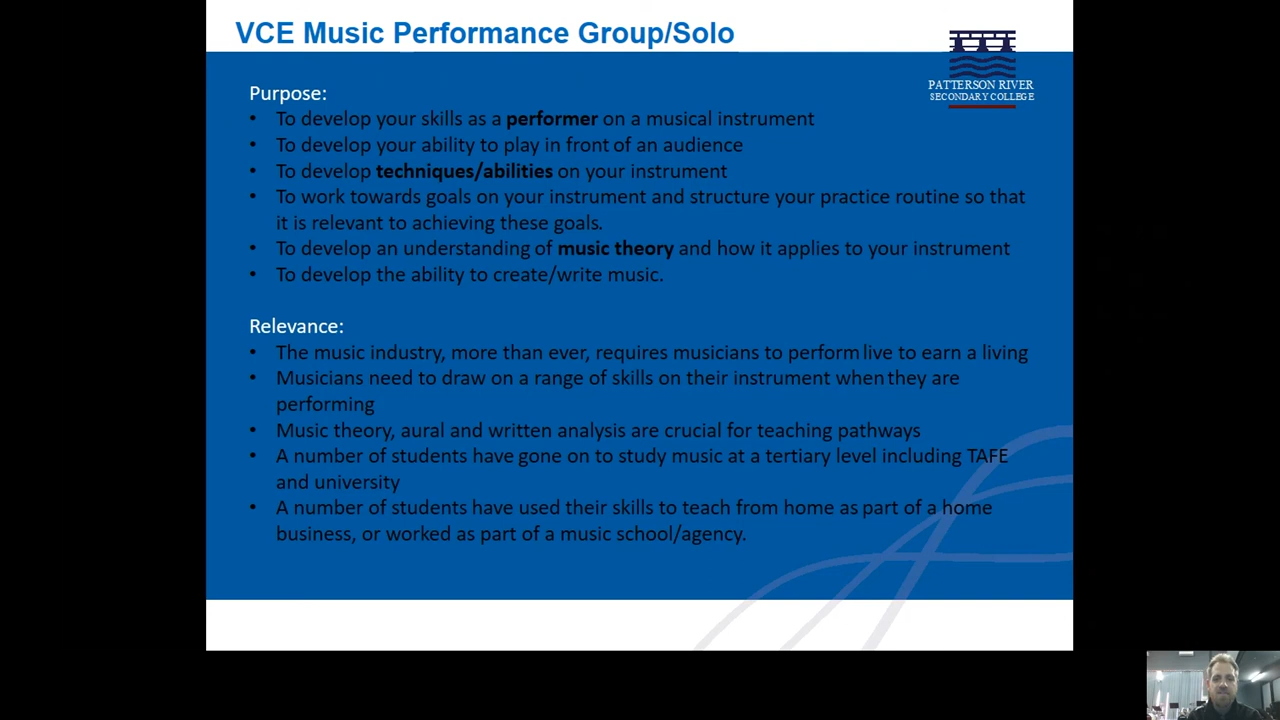 VCE Music Performance Group/Solo
PATTERSON RIVER
SECONDARY COLLEGE
Purpose:
• To develop your skills as a performer on a musical instrument
• To develop your ability to play in front of an audience
• To develop techniques/abilities on your instrument
• To work towards goals on your instrument and structure your practice routine so that
it is relevant to achieving these goals.
• To develop an understanding of music theory and how it applies to your instrument
• To develop the ability to create/write music.
Relevance:
• The music industry, more than ever, requires musicians to perform live to earn a living
• Musicians need to draw on a range of skills on their instrument when they are
performing
• Music theory, aural and written analysis are crucial for teaching pathways
• A number of students have gone on to study music at a tertiary level including TAFE
and university
• A number of students have used their skills to teach from home as part of a home
business, or worked as part of a music school/agency.